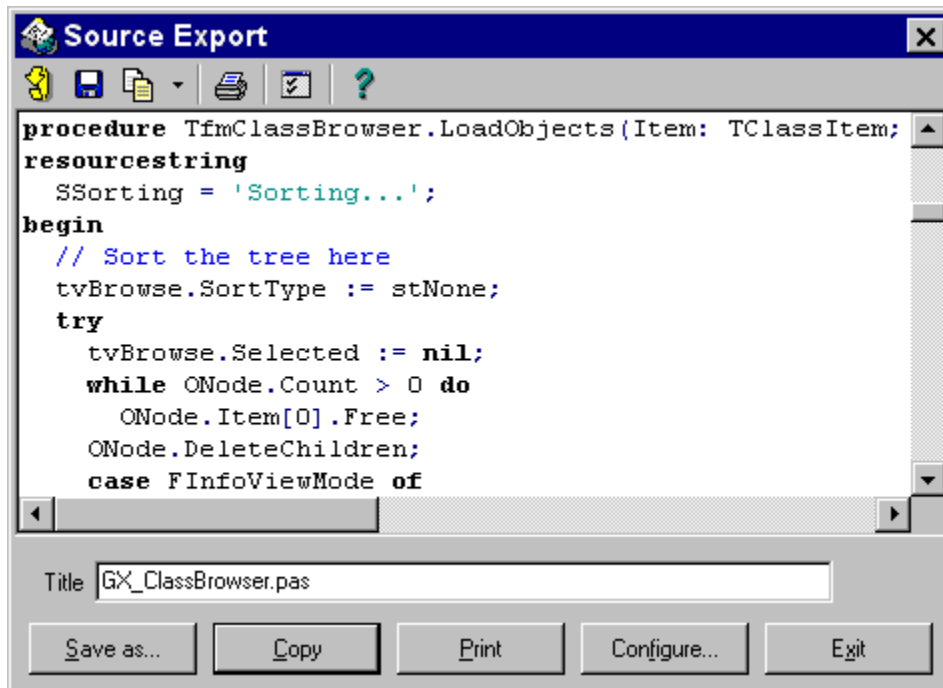 Source Export
procedure TfmClassBrowser.LoadObjects(Item: TClassItem;
resourcestring
  SSorting = 'Sorting...';
begin
  // Sort the tree here
  tvBrowse.SortType := stNone;
  try
    tvBrowse.Selected := nil;
    while ONode.Count > 0 do
      ONode.Item[0].Free;
    ONode.DeleteChildren;
    case FInfoViewMode of
Title GX_ClassBrowser.pas
Save as... Copy Print Configure... Exit